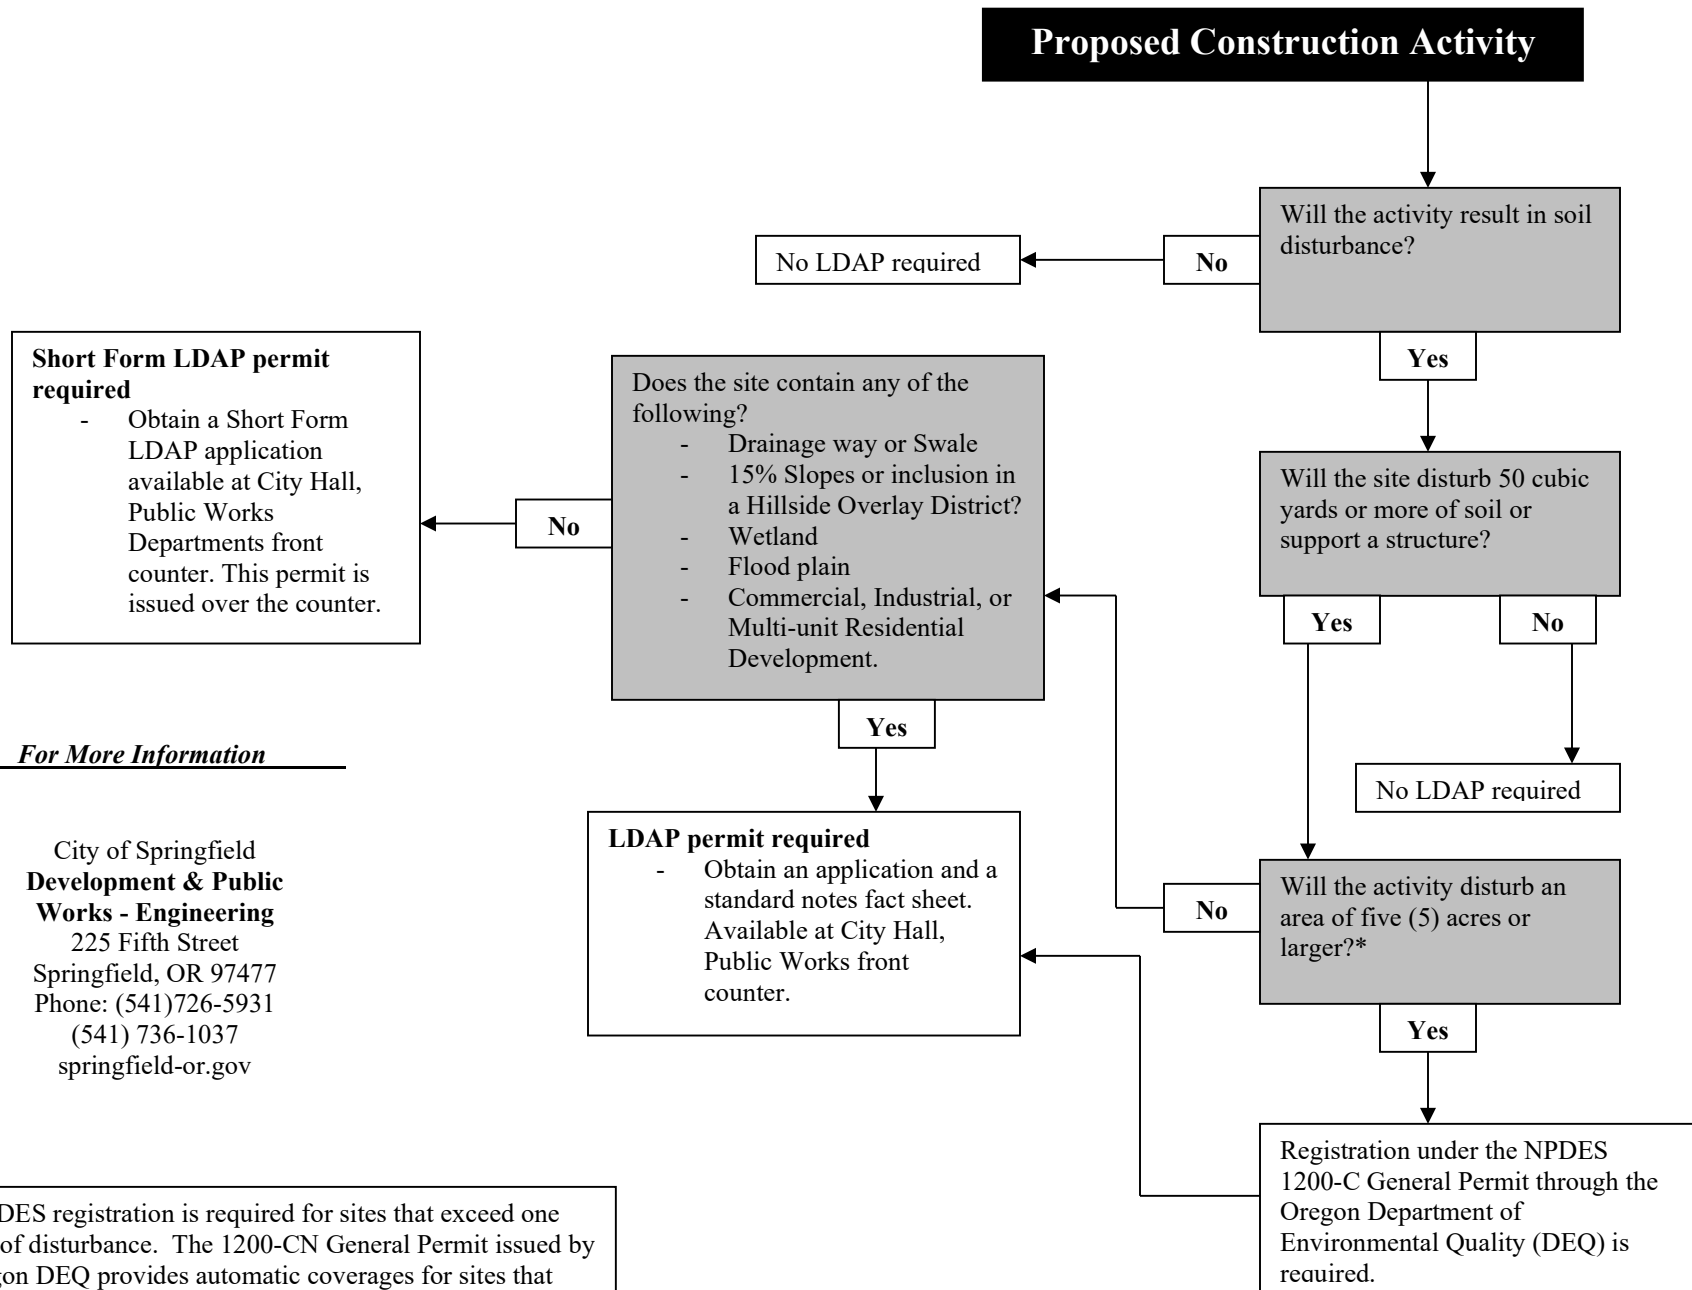 Proposed Construction Activity
Will the activity result in soil
disturbance?
No
No LDAP required
Yes
Will the site disturb 50 cubic
yards or more of soil or
support a structure?
Yes
No
No LDAP required
Will the activity disturb an
area of five (5) acres or
larger?*
No
Yes
Registration under the NPDES
1200-C General Permit through the
Oregon Department of
Environmental Quality (DEQ) is
required.
Does the site contain any of the
following?
- Drainage way or Swale
- 15% Slopes or inclusion in
a Hillside Overlay District?
- Wetland
- Flood plain
- Commercial, Industrial, or
Multi-unit Residential
Development.
No
Yes
Short Form LDAP permit
required
- Obtain a Short Form
LDAP application
available at City Hall,
Public Works
Departments front
counter. This permit is
issued over the counter.
LDAP permit required
- Obtain an application and a
standard notes fact sheet.
Available at City Hall,
Public Works front
counter.
For More Information
City of Springfield
Development & Public
Works - Engineering
225 Fifth Street
Springfield, OR 97477
Phone: (541)726-5931
(541) 736-1037
springfield-or.gov
registration is required for sites that exceed one
of disturbance. The 1200-CN General Permit issued by
DEQ provides automatic coverages for sites that